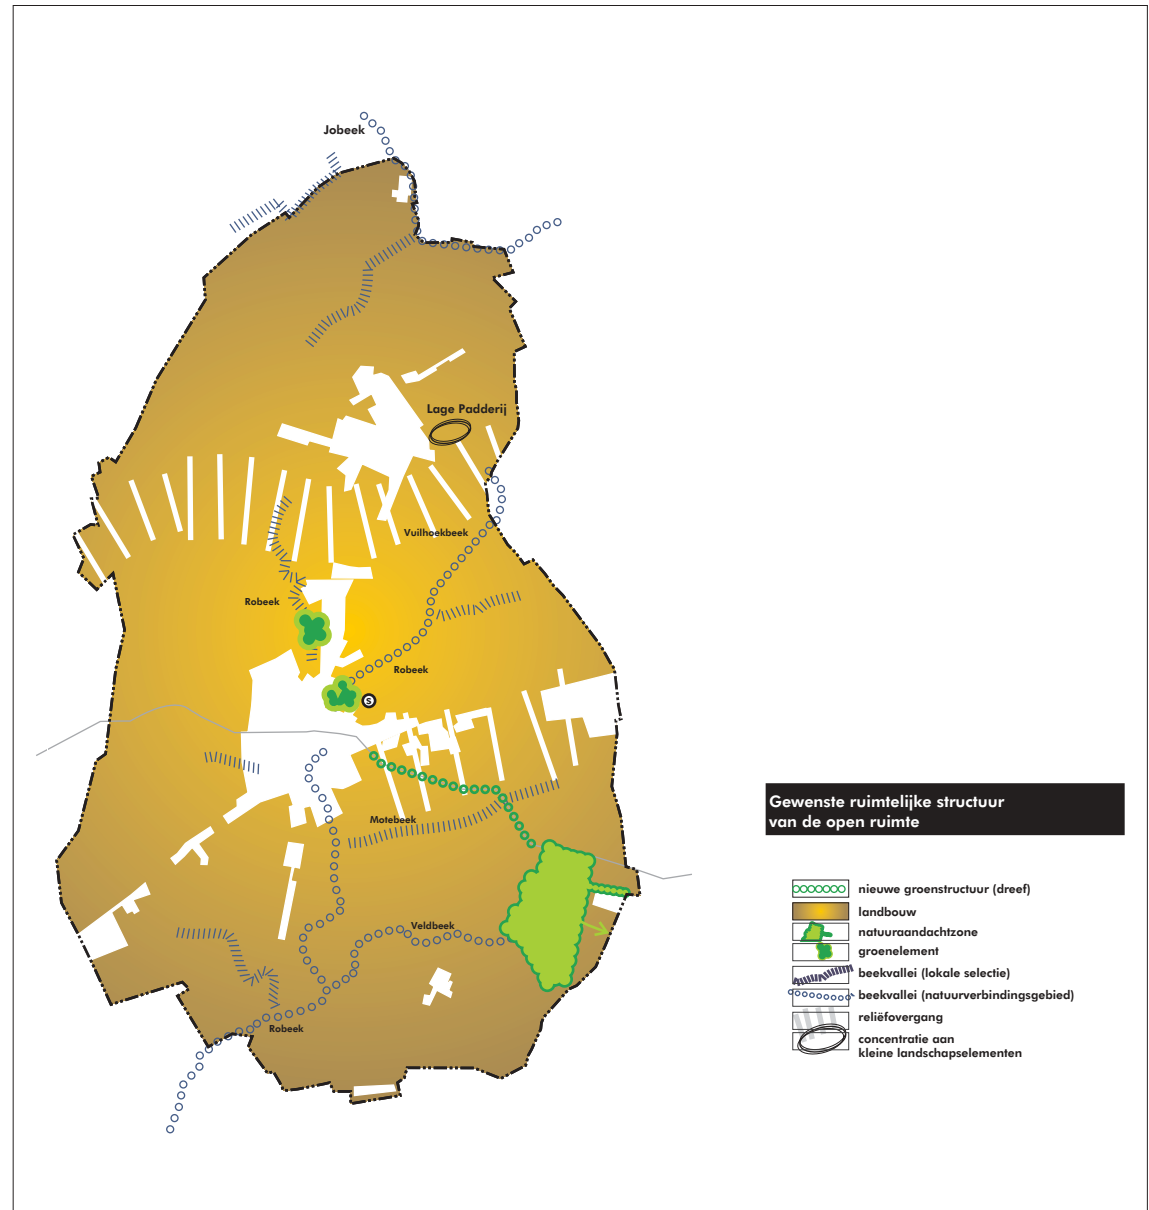 Jobeek
Lage Padderij
Vuilhoekbeek
Robeek
Robeek
S
Motebeek
Veldbeek
Robeek
Gewenste ruimtelijke structuur
van de open ruimte
nieuwe groenstructuur (dreef)
landbouw
natuuraandachtzone
groenelement
beekvallei (lokale selectie)
beekvallei (natuurverbindingsgebied)
reliëfovergang
concentratie aan
kleine landschapselementen